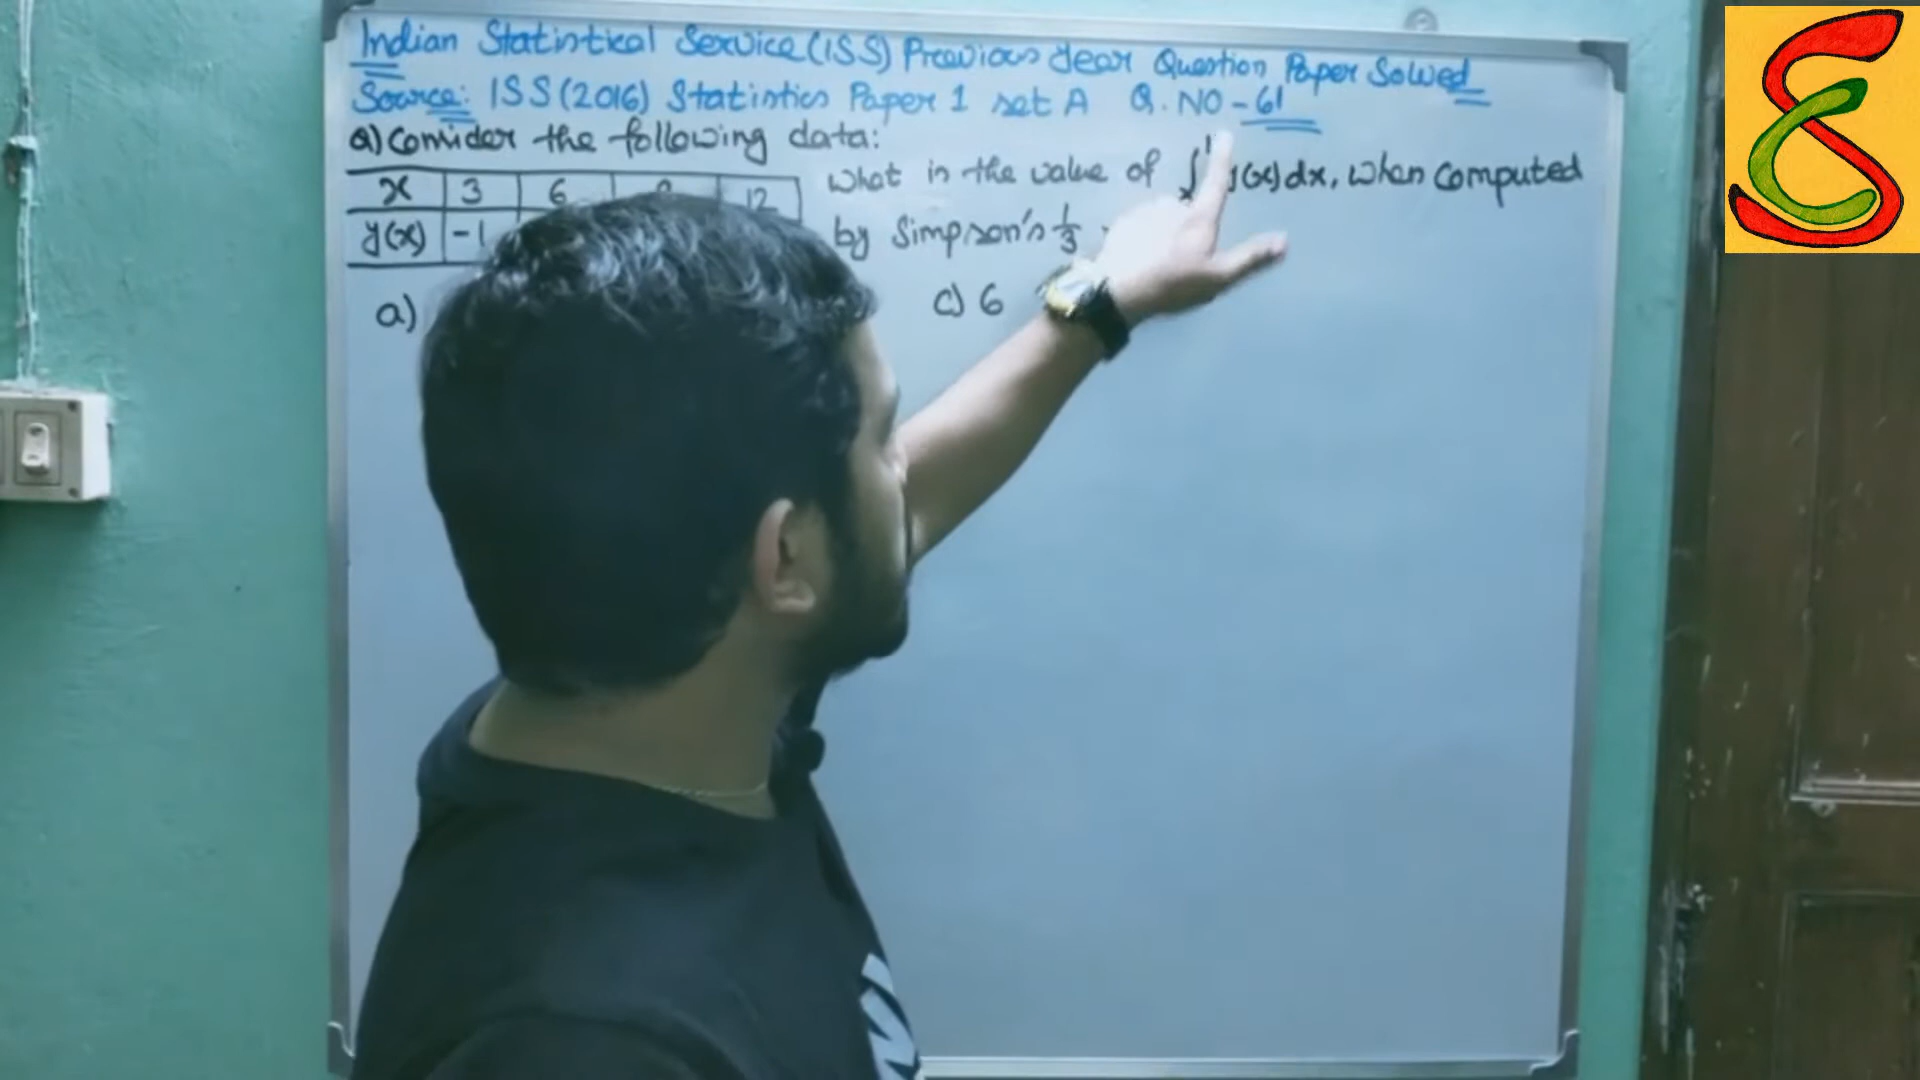 Indian Statistical Service (ISS) Previous Year Question Paper Solved
Source: ISS (2016) Statistics Paper 1 set A Q. NO - 61
Q) Consider the following data:
x 3 6 12
y(x) -1
What is the value of ∫ y(x) dx, when computed
by Simpson's 1/3
a) c) 6